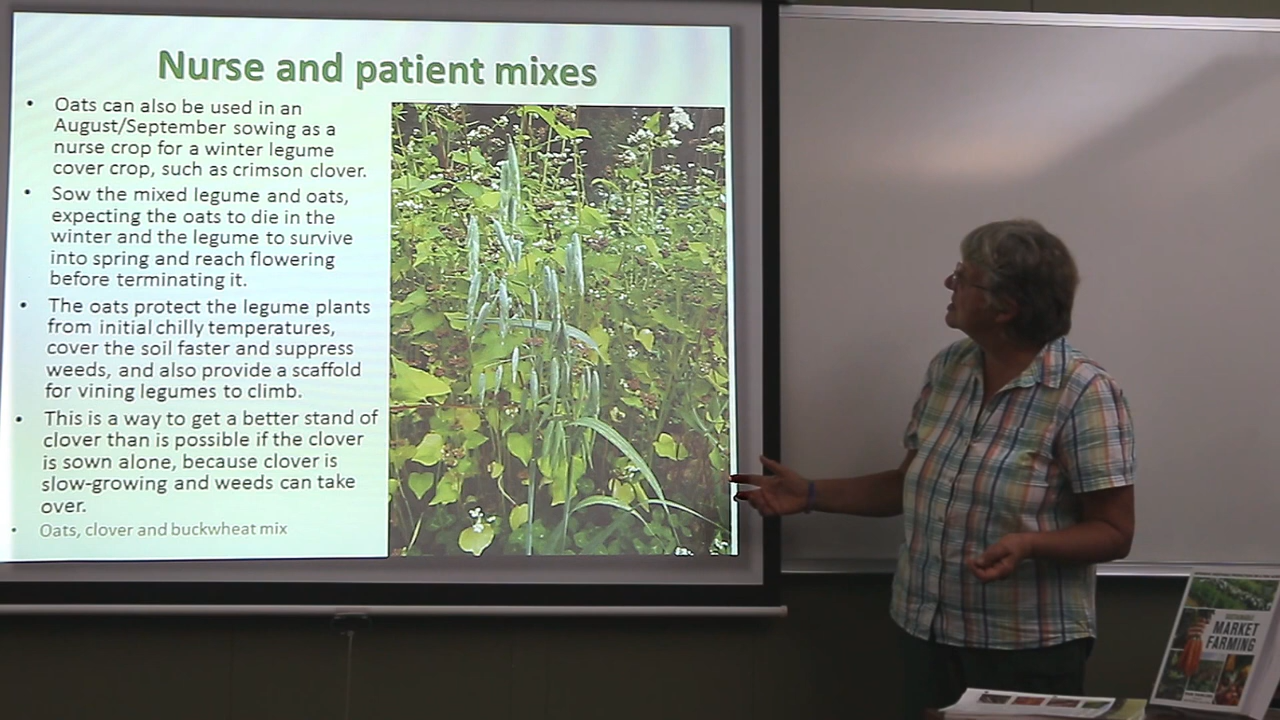 Nurse and patient mixes
• Oats can also be used in an
August/September sowing as a
nurse crop for a winter legume
cover crop, such as crimson clover.
• Sow the mixed legume and oats,
expecting the oats to die in the
winter and the legume to survive
into spring and reach flowering
before terminating it.
• The oats protect the legume plants
from initial chilly temperatures,
cover the soil faster and suppress
weeds, and also provide a scaffold
for vining legumes to climb.
• This is a way to get a better stand of
clover than is possible if the clover
is sown alone, because clover is
slow-growing and weeds can take
over.
• Oats, clover and buckwheat mix
SUSTAINABLE
MARKET
FARMING